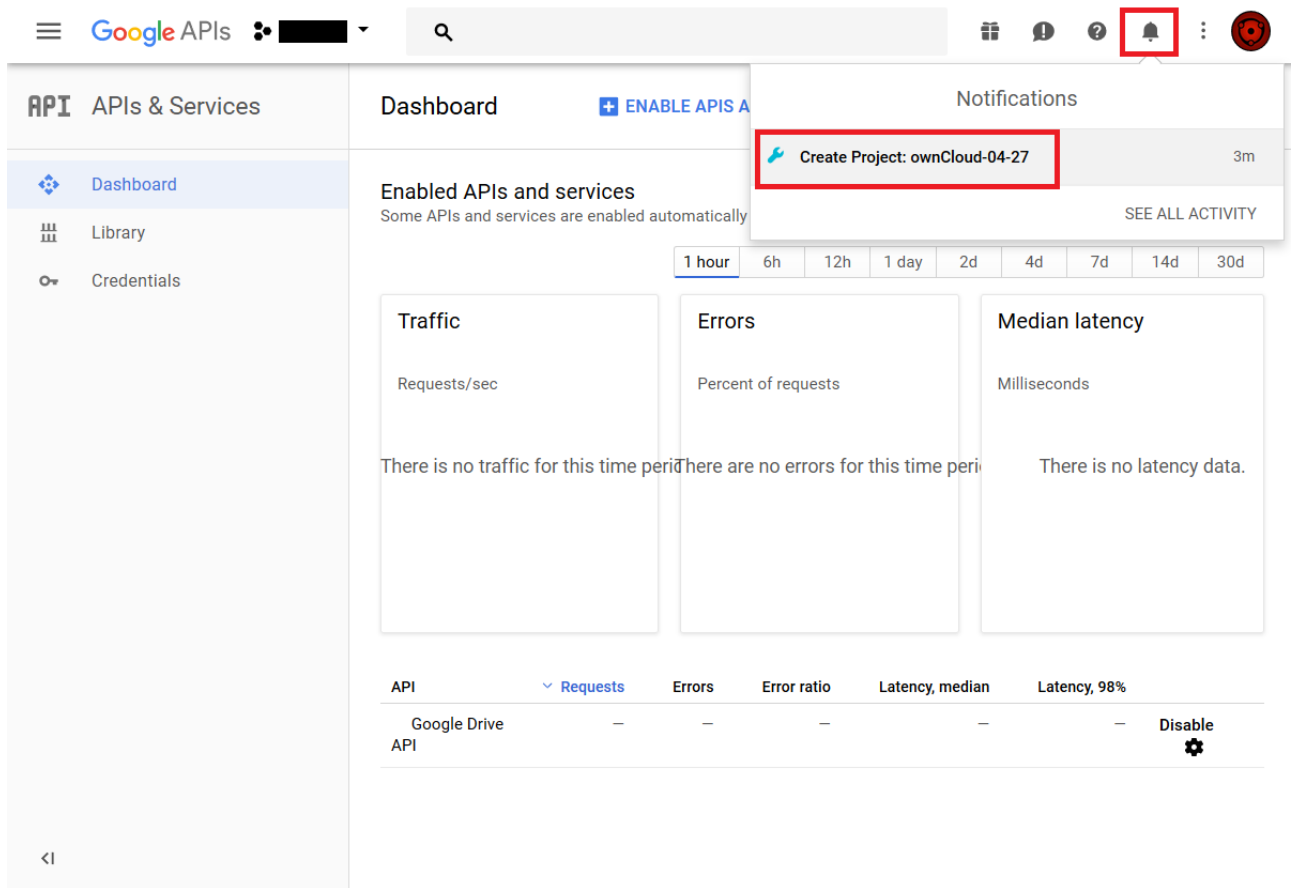 Google APIs
API APIs & Services
Dashboard
Library
Credentials
Dashboard
ENABLE APIS A
Notifications
Create Project: ownCloud-04-27 3m
SEE ALL ACTIVITY
Enabled APIs and services
Some APIs and services are enabled automatically
1 hour 6h 12h 1 day 2d 4d 7d 14d 30d
Traffic
Requests/sec
There is no traffic for this time peri
Errors
Percent of requests
There are no errors for this time peri
Median latency
Milliseconds
There is no latency data.
API Requests Errors Error ratio Latency, median Latency, 98%
Google Drive – – – – – Disable
API